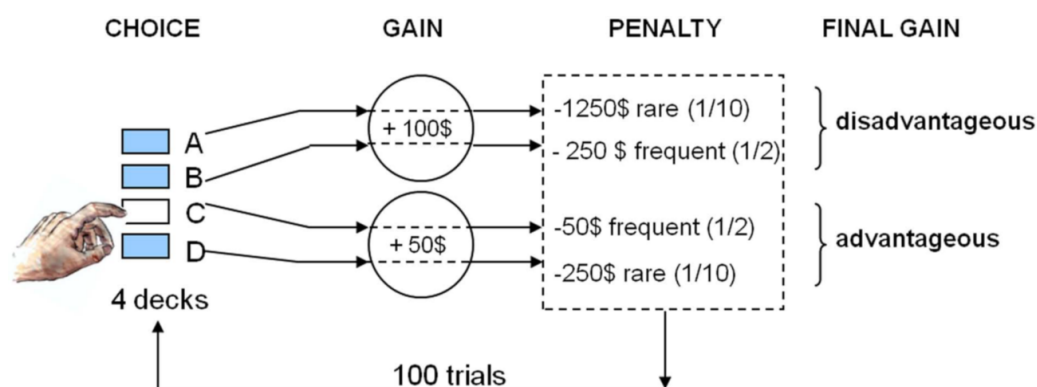 CHOICE GAIN PENALTY FINAL GAIN
A + 100$ -1250$ rare (1/10) disadvantageous
B - 250 $ frequent (1/2)
C + 50$ -50$ frequent (1/2) advantageous
D -250$ rare (1/10)
4 decks
100 trials